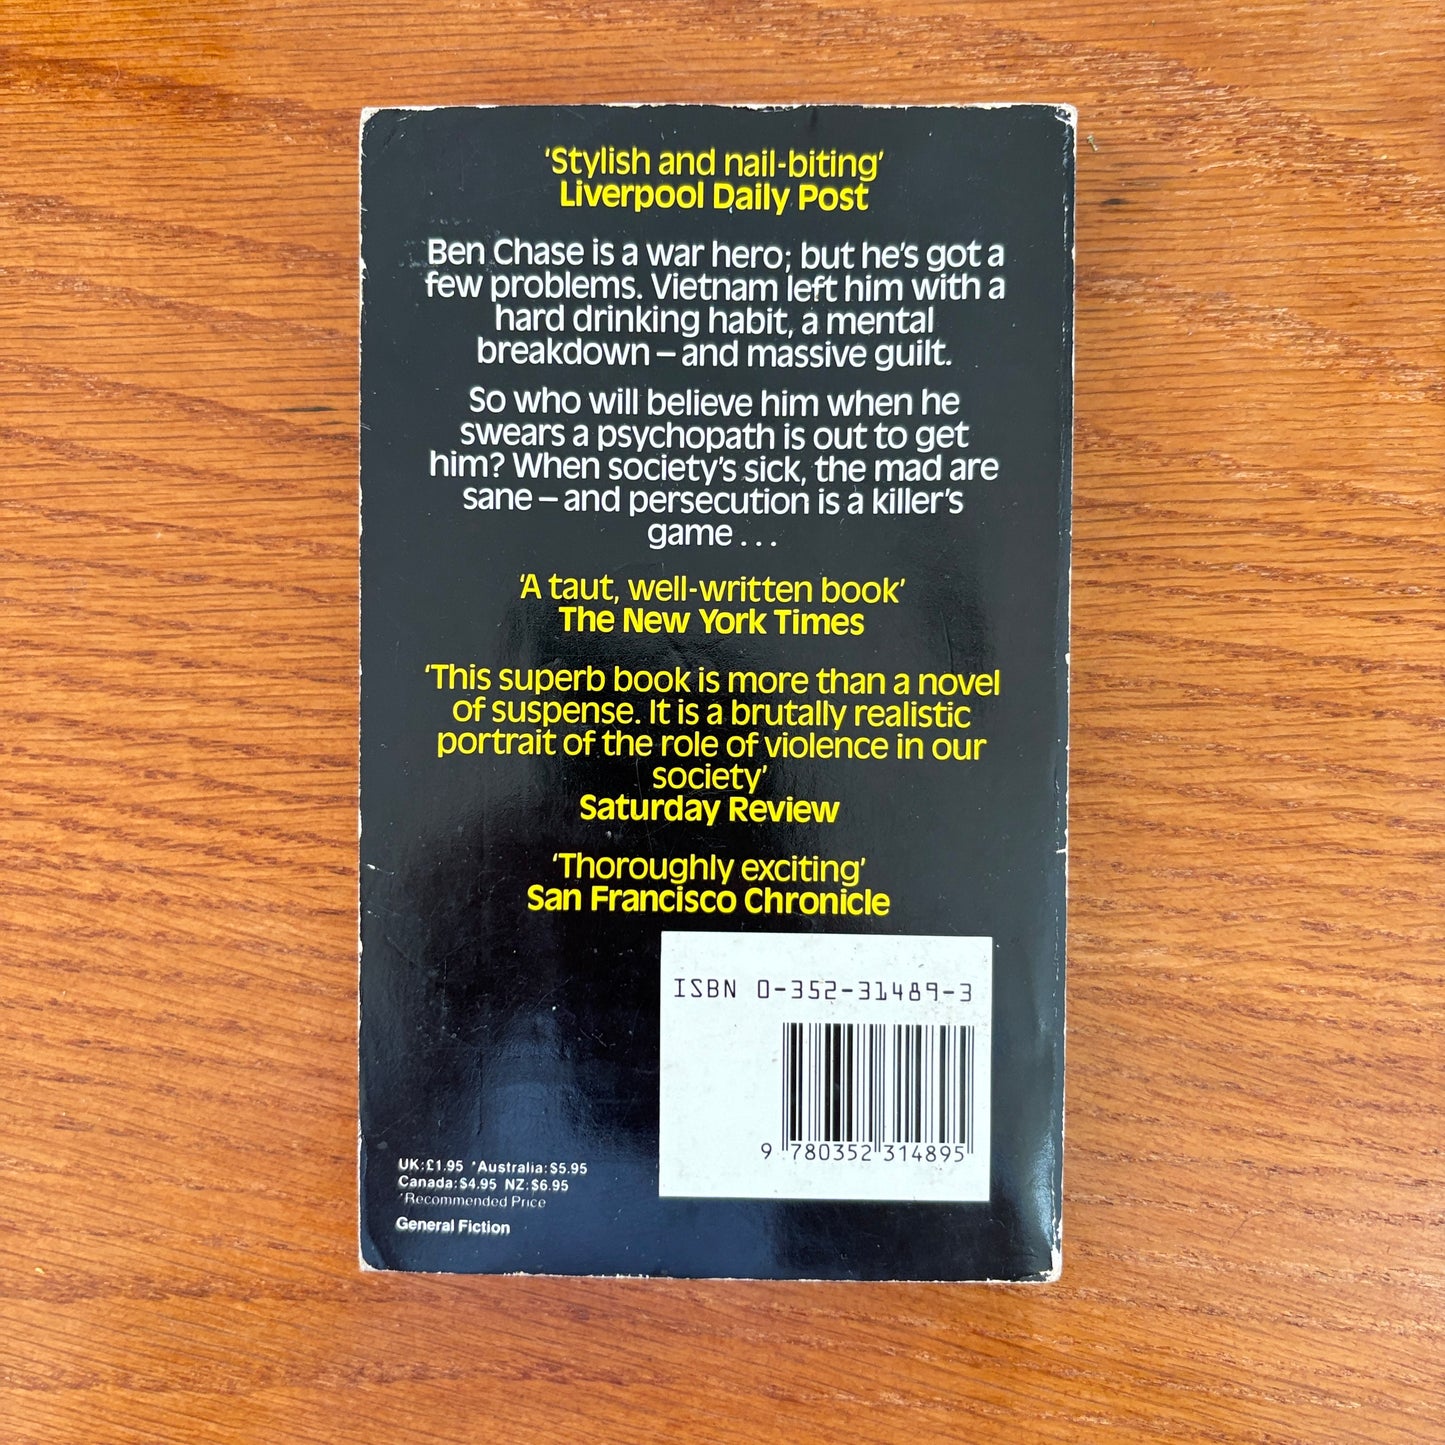 ‘Stylish and nail-biting’
Liverpool Daily Post
Ben Chase is a war hero; but he’s got a
few problems. Vietnam left him with a
hard drinking habit, a mental
breakdown – and massive guilt.
So who will believe him when he
swears a psychopath is out to get
him? When society’s sick, the mad are
sane – and persecution is a killer’s
game . . .
‘A taut, well-written book’
The New York Times
‘This superb book is more than a novel
of suspense. It is a brutally realistic
portrait of the role of violence in our
society’
Saturday Review
‘Thoroughly exciting’
San Francisco Chronicle
ISBN 0-352-31489-3
9 780352 314895
UK:£1.95 *Australia:$5.95
Canada:$4.95 NZ:$6.95
*Recommended Price
General Fiction